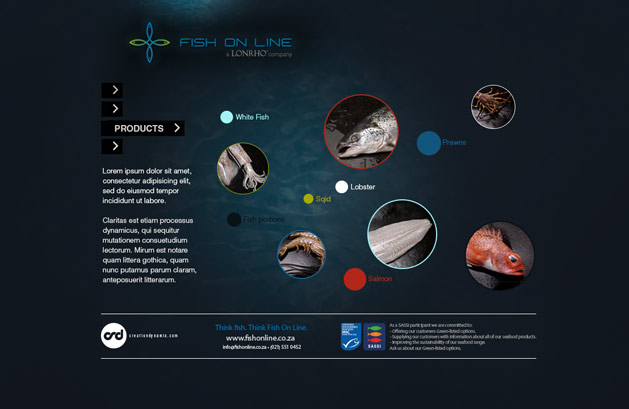 FISH ON LINE
a LONRHO® company
PRODUCTS
White Fish
Prawns
Lobster
Sqid
Fish portions
Salmon
Lorem ipsum dolor sit amet,
consectetur adipisicing elit,
sed do eiusmod tempor
incididunt ut labore.
Claritas est etiam processus
dynamicus, qui sequitur
mutationem consuetudium
lectorum. Mirum est notare
quam littera gothica, quam
nunc putamus parum claram,
anteposuerit litterarum.
creationdynamix.com
Think fish. Think Fish On Line.
www.fishonline.co.za
info@fishonline.co.za - (021) 551 0452
MSC
SASSI
As a SASSI participant we are committed to:
- Offering our customers Green-listed options.
- Supplying our customers with information about all of our seafood products.
- Improving the sustainability of our seafood range.
Ask us about our Green-listed options.